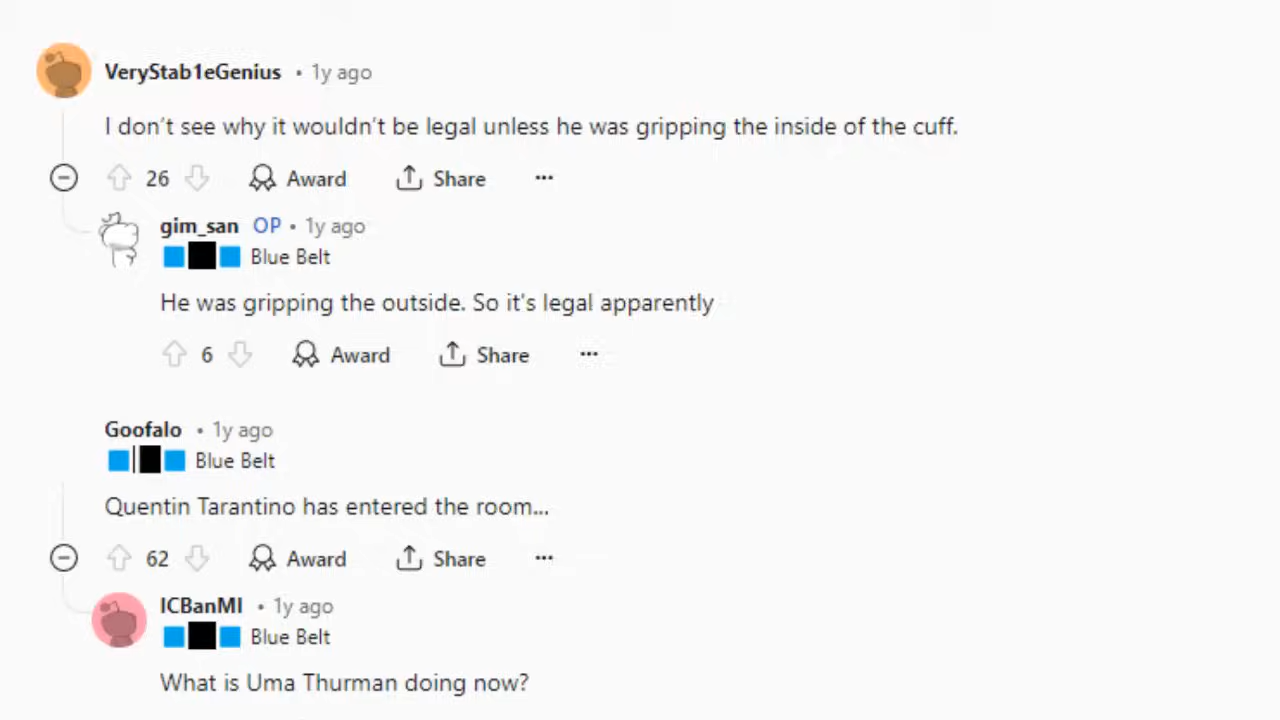 VeryStab1eGenius • 1y ago
I don't see why it wouldn't be legal unless he was gripping the inside of the cuff.
26 Award Share ...
gim_san OP • 1y ago
Blue Belt
He was gripping the outside. So it's legal apparently
6 Award Share ...
Goofalo • 1y ago
Blue Belt
Quentin Tarantino has entered the room...
62 Award Share ...
ICBanMI • 1y ago
Blue Belt
What is Uma Thurman doing now?